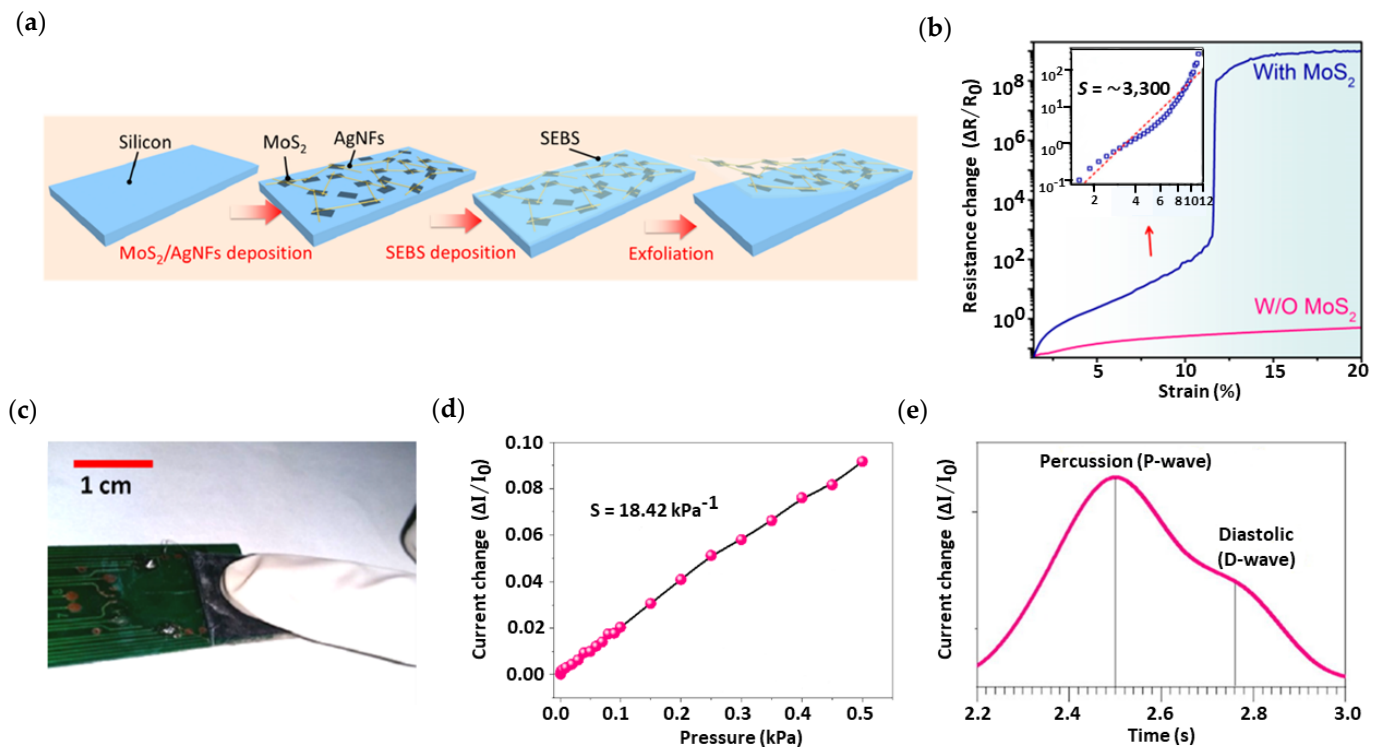 (a)
Silicon
MoS2
AgNFs
SEBS
MoS2/AgNFs deposition
SEBS deposition
Exfoliation
(b)
Resistance change (ΔR/R0)
10^8
10^6
10^4
10^2
10^0
With MoS2
W/O MoS2
S = ~3,300
10^2
10^1
10^0
10^-1
2 4 6 8 10 12
5 10 15 20
Strain (%)
(c)
1 cm
(d)
Current change (ΔI/I0)
0.10
0.08
0.06
0.04
0.02
0.00
S = 18.42 kPa^-1
0.0 0.1 0.2 0.3 0.4 0.5
Pressure (kPa)
(e)
Current change (ΔI/I0)
Percussion (P-wave)
Diastolic
(D-wave)
2.2 2.4 2.6 2.8 3.0
Time (s)